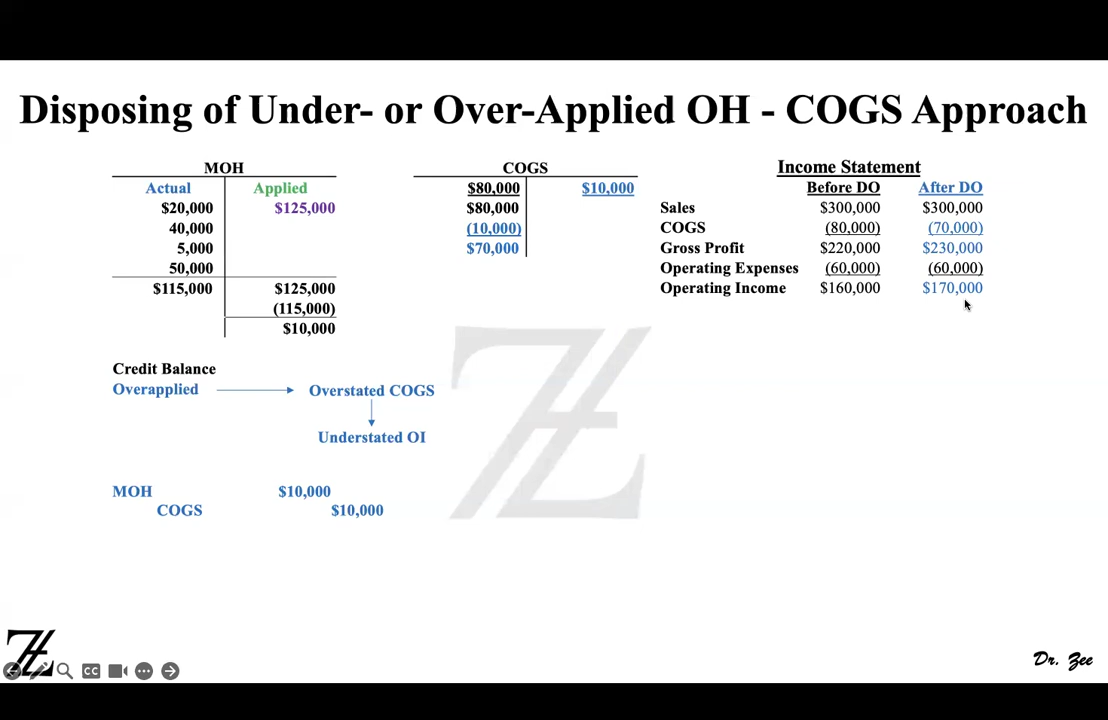 Disposing of Under- or Over-Applied OH - COGS Approach
MOH
Actual Applied
$20,000 $125,000
40,000
5,000
50,000
$115,000 $125,000
(115,000)
$10,000
COGS
$80,000 $10,000
$80,000
(10,000)
$70,000
Income Statement
Before DO After DO
Sales $300,000 $300,000
COGS (80,000) (70,000)
Gross Profit $220,000 $230,000
Operating Expenses (60,000) (60,000)
Operating Income $160,000 $170,000
Credit Balance
Overapplied Overstated COGS
Understated OI
MOH $10,000
COGS $10,000
CC
Dr. Zee